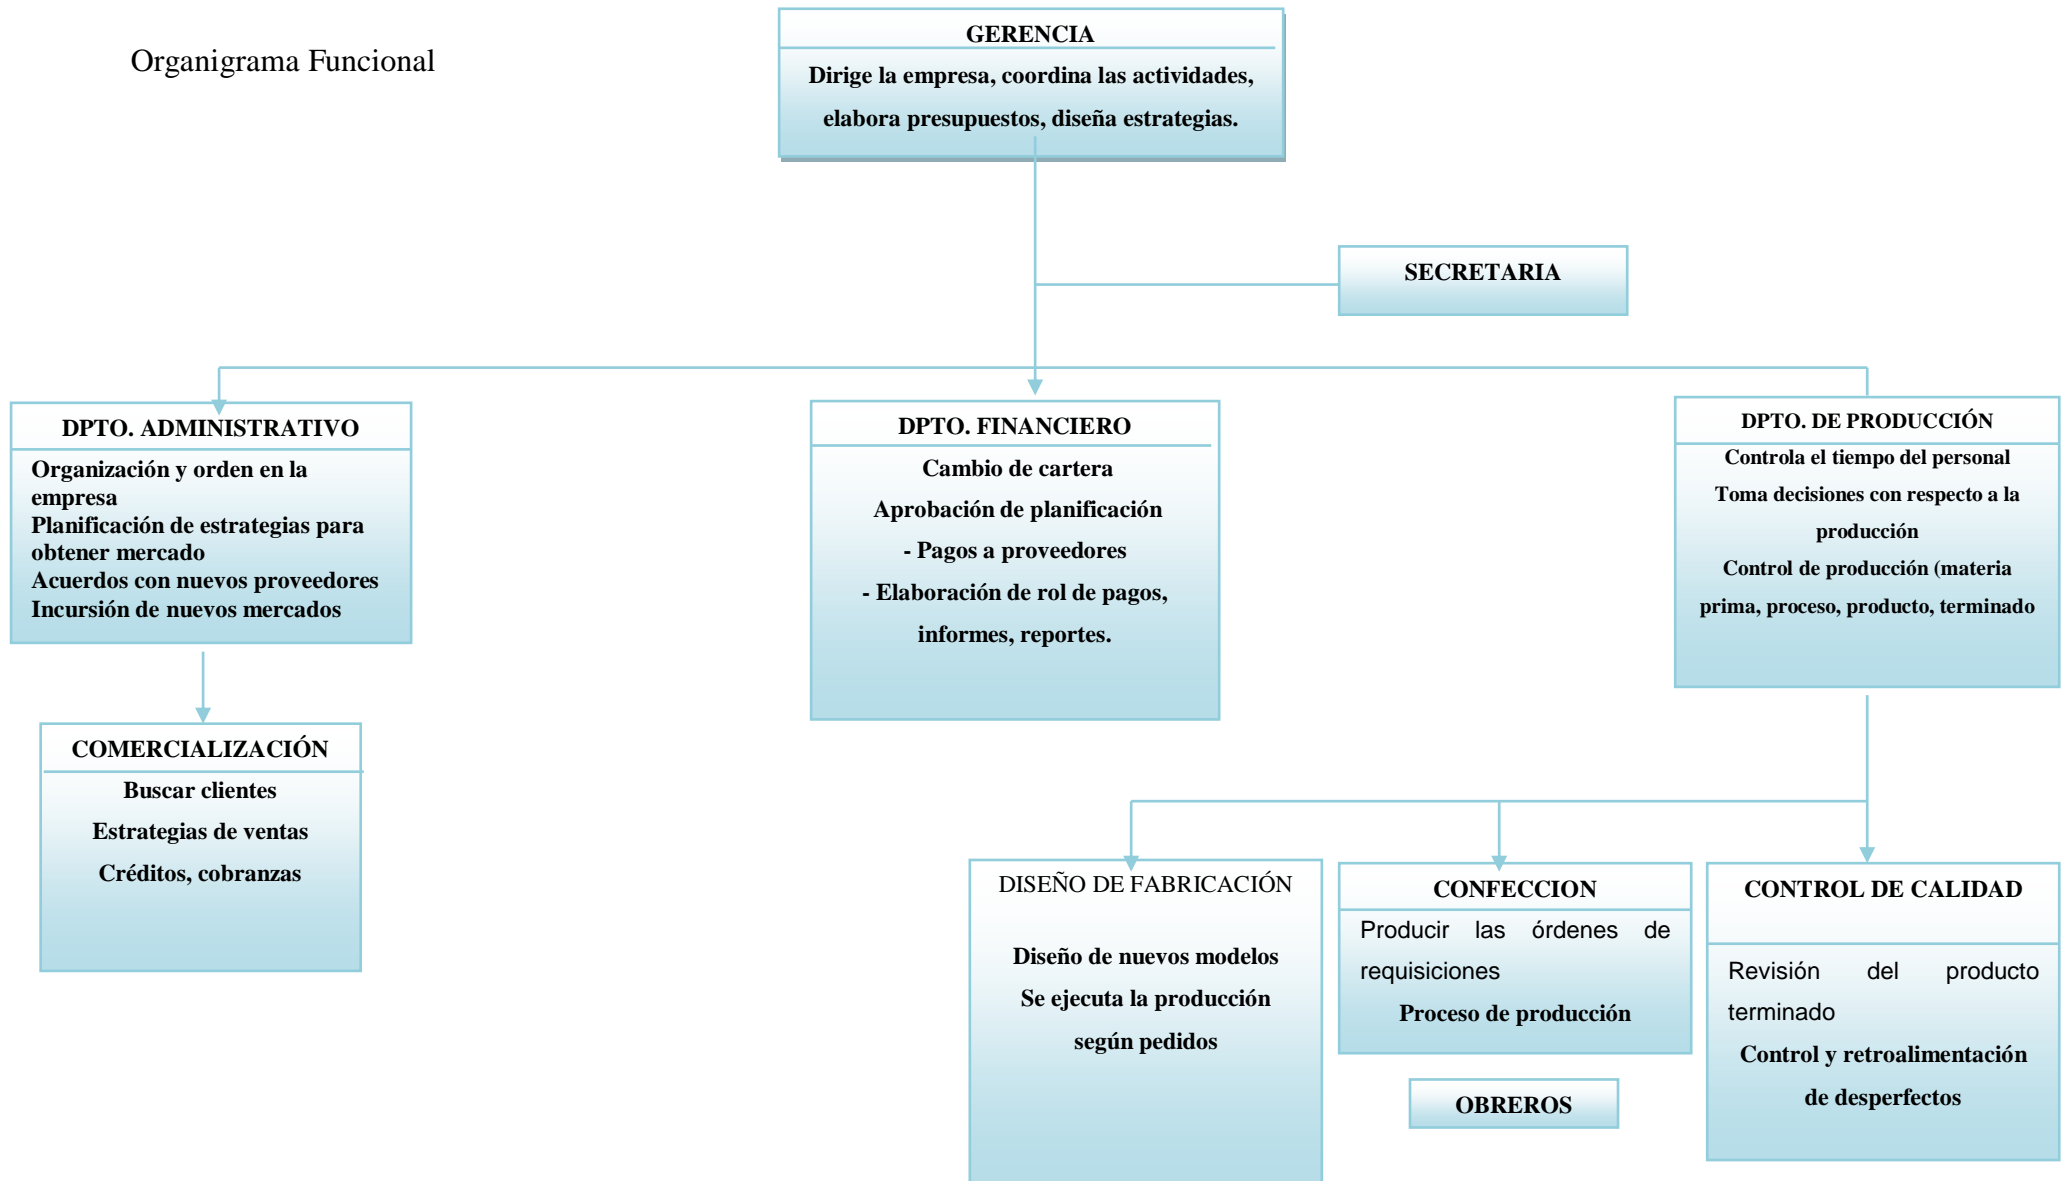 Organigrama Funcional
GERENCIA
Dirige la empresa, coordina las actividades,
elabora presupuestos, diseña estrategias.
SECRETARIA
DPTO. ADMINISTRATIVO
Organización y orden en la
empresa
Planificación de estrategias para
obtener mercado
Acuerdos con nuevos proveedores
Incursión de nuevos mercados
DPTO. FINANCIERO
Cambio de cartera
Aprobación de planificación
- Pagos a proveedores
- Elaboración de rol de pagos,
informes, reportes.
DPTO. DE PRODUCCIÓN
Controla el tiempo del personal
Toma decisiones con respecto a la
producción
Control de producción (materia
prima, proceso, producto, terminado
COMERCIALIZACIÓN
Buscar clientes
Estrategias de ventas
Créditos, cobranzas
DISEÑO DE FABRICACIÓN
Diseño de nuevos modelos
Se ejecuta la producción
según pedidos
CONFECCION
Producir las órdenes de
requisiciones
Proceso de producción
OBREROS
CONTROL DE CALIDAD
Revisión del producto
terminado
Control y retroalimentación
de desperfectos